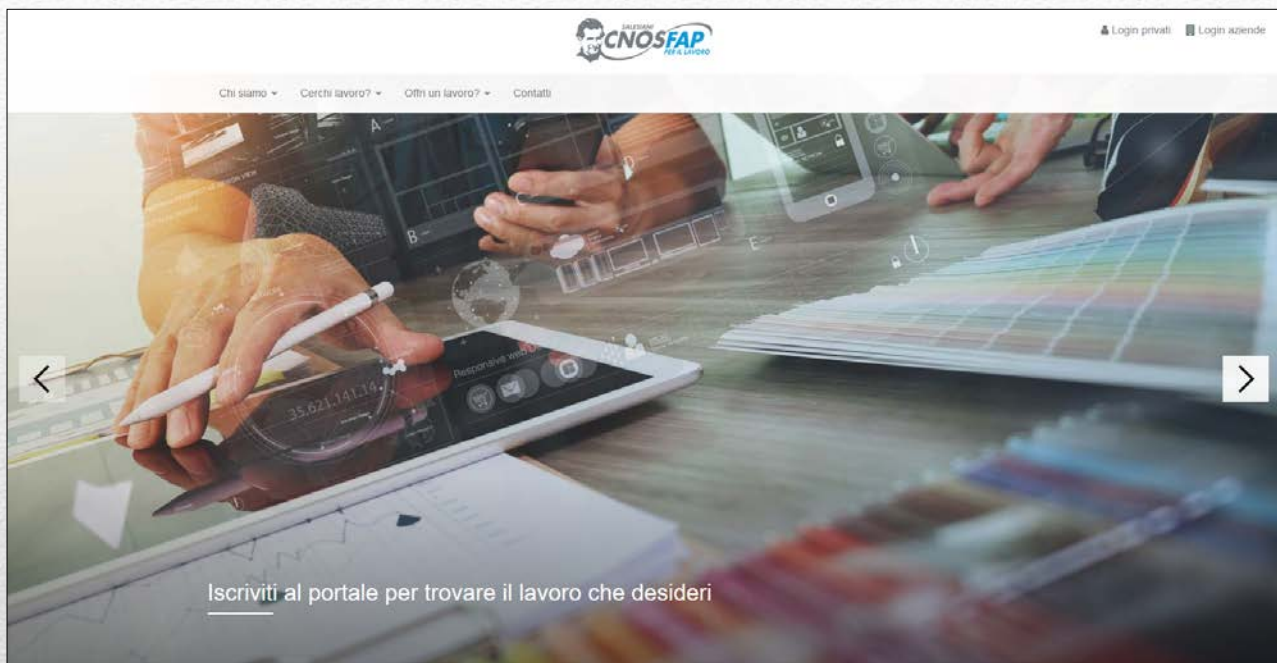 SALESIANI
CNOSFAP
PER IL LAVORO
Login privati
Login aziende
Chi siamo
Cerchi lavoro?
Offri un lavoro?
Contatti
A
B
E
Responsive web
35.621.141.14
Iscriviti al portale per trovare il lavoro che desideri